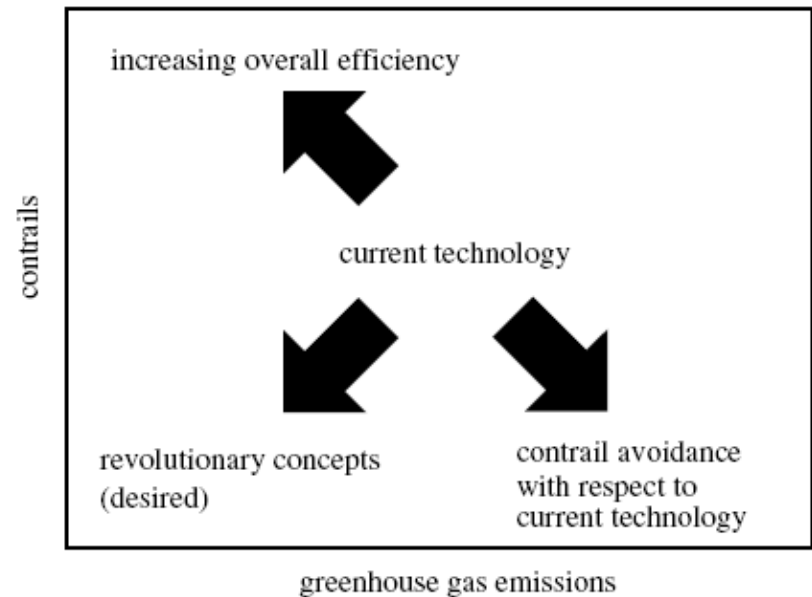 increasing overall efficiency
contrails
current technology
revolutionary concepts
(desired)
contrail avoidance
with respect to
current technology
greenhouse gas emissions